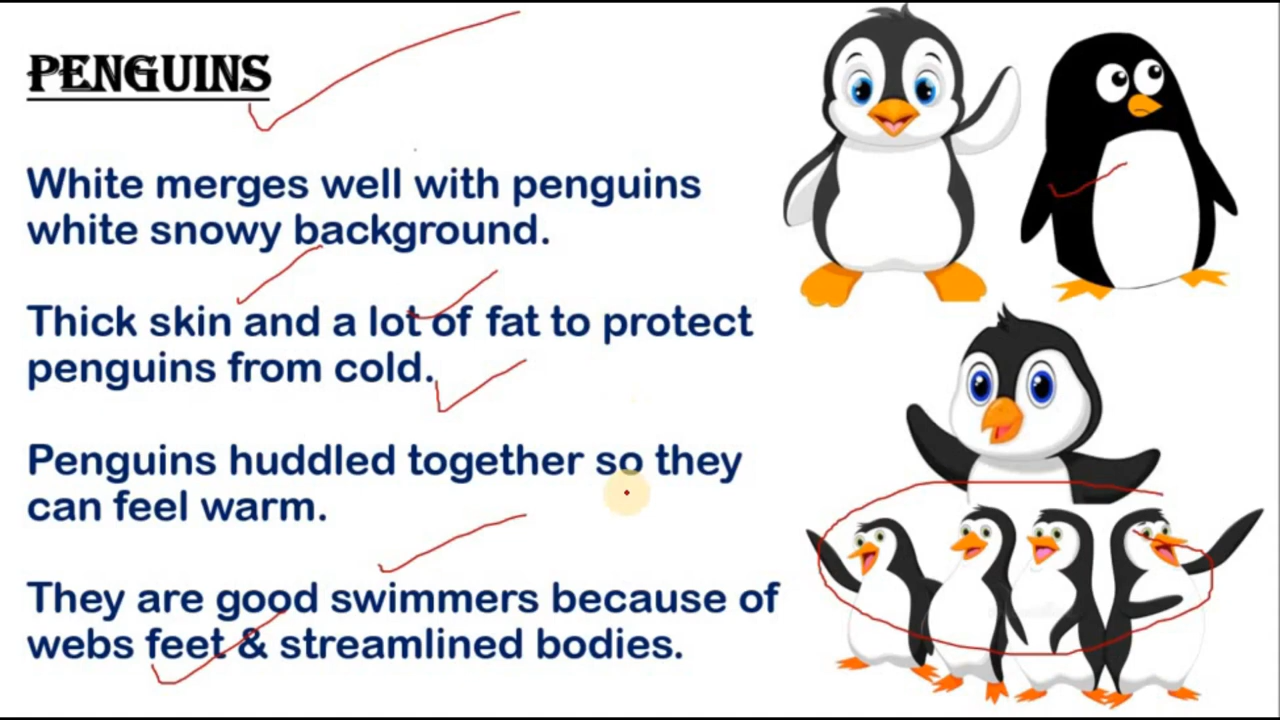 PENGUINS
White merges well with penguins
white snowy background.
Thick skin and a lot of fat to protect
penguins from cold.
Penguins huddled together so they
can feel warm.
They are good swimmers because of
webs feet & streamlined bodies.